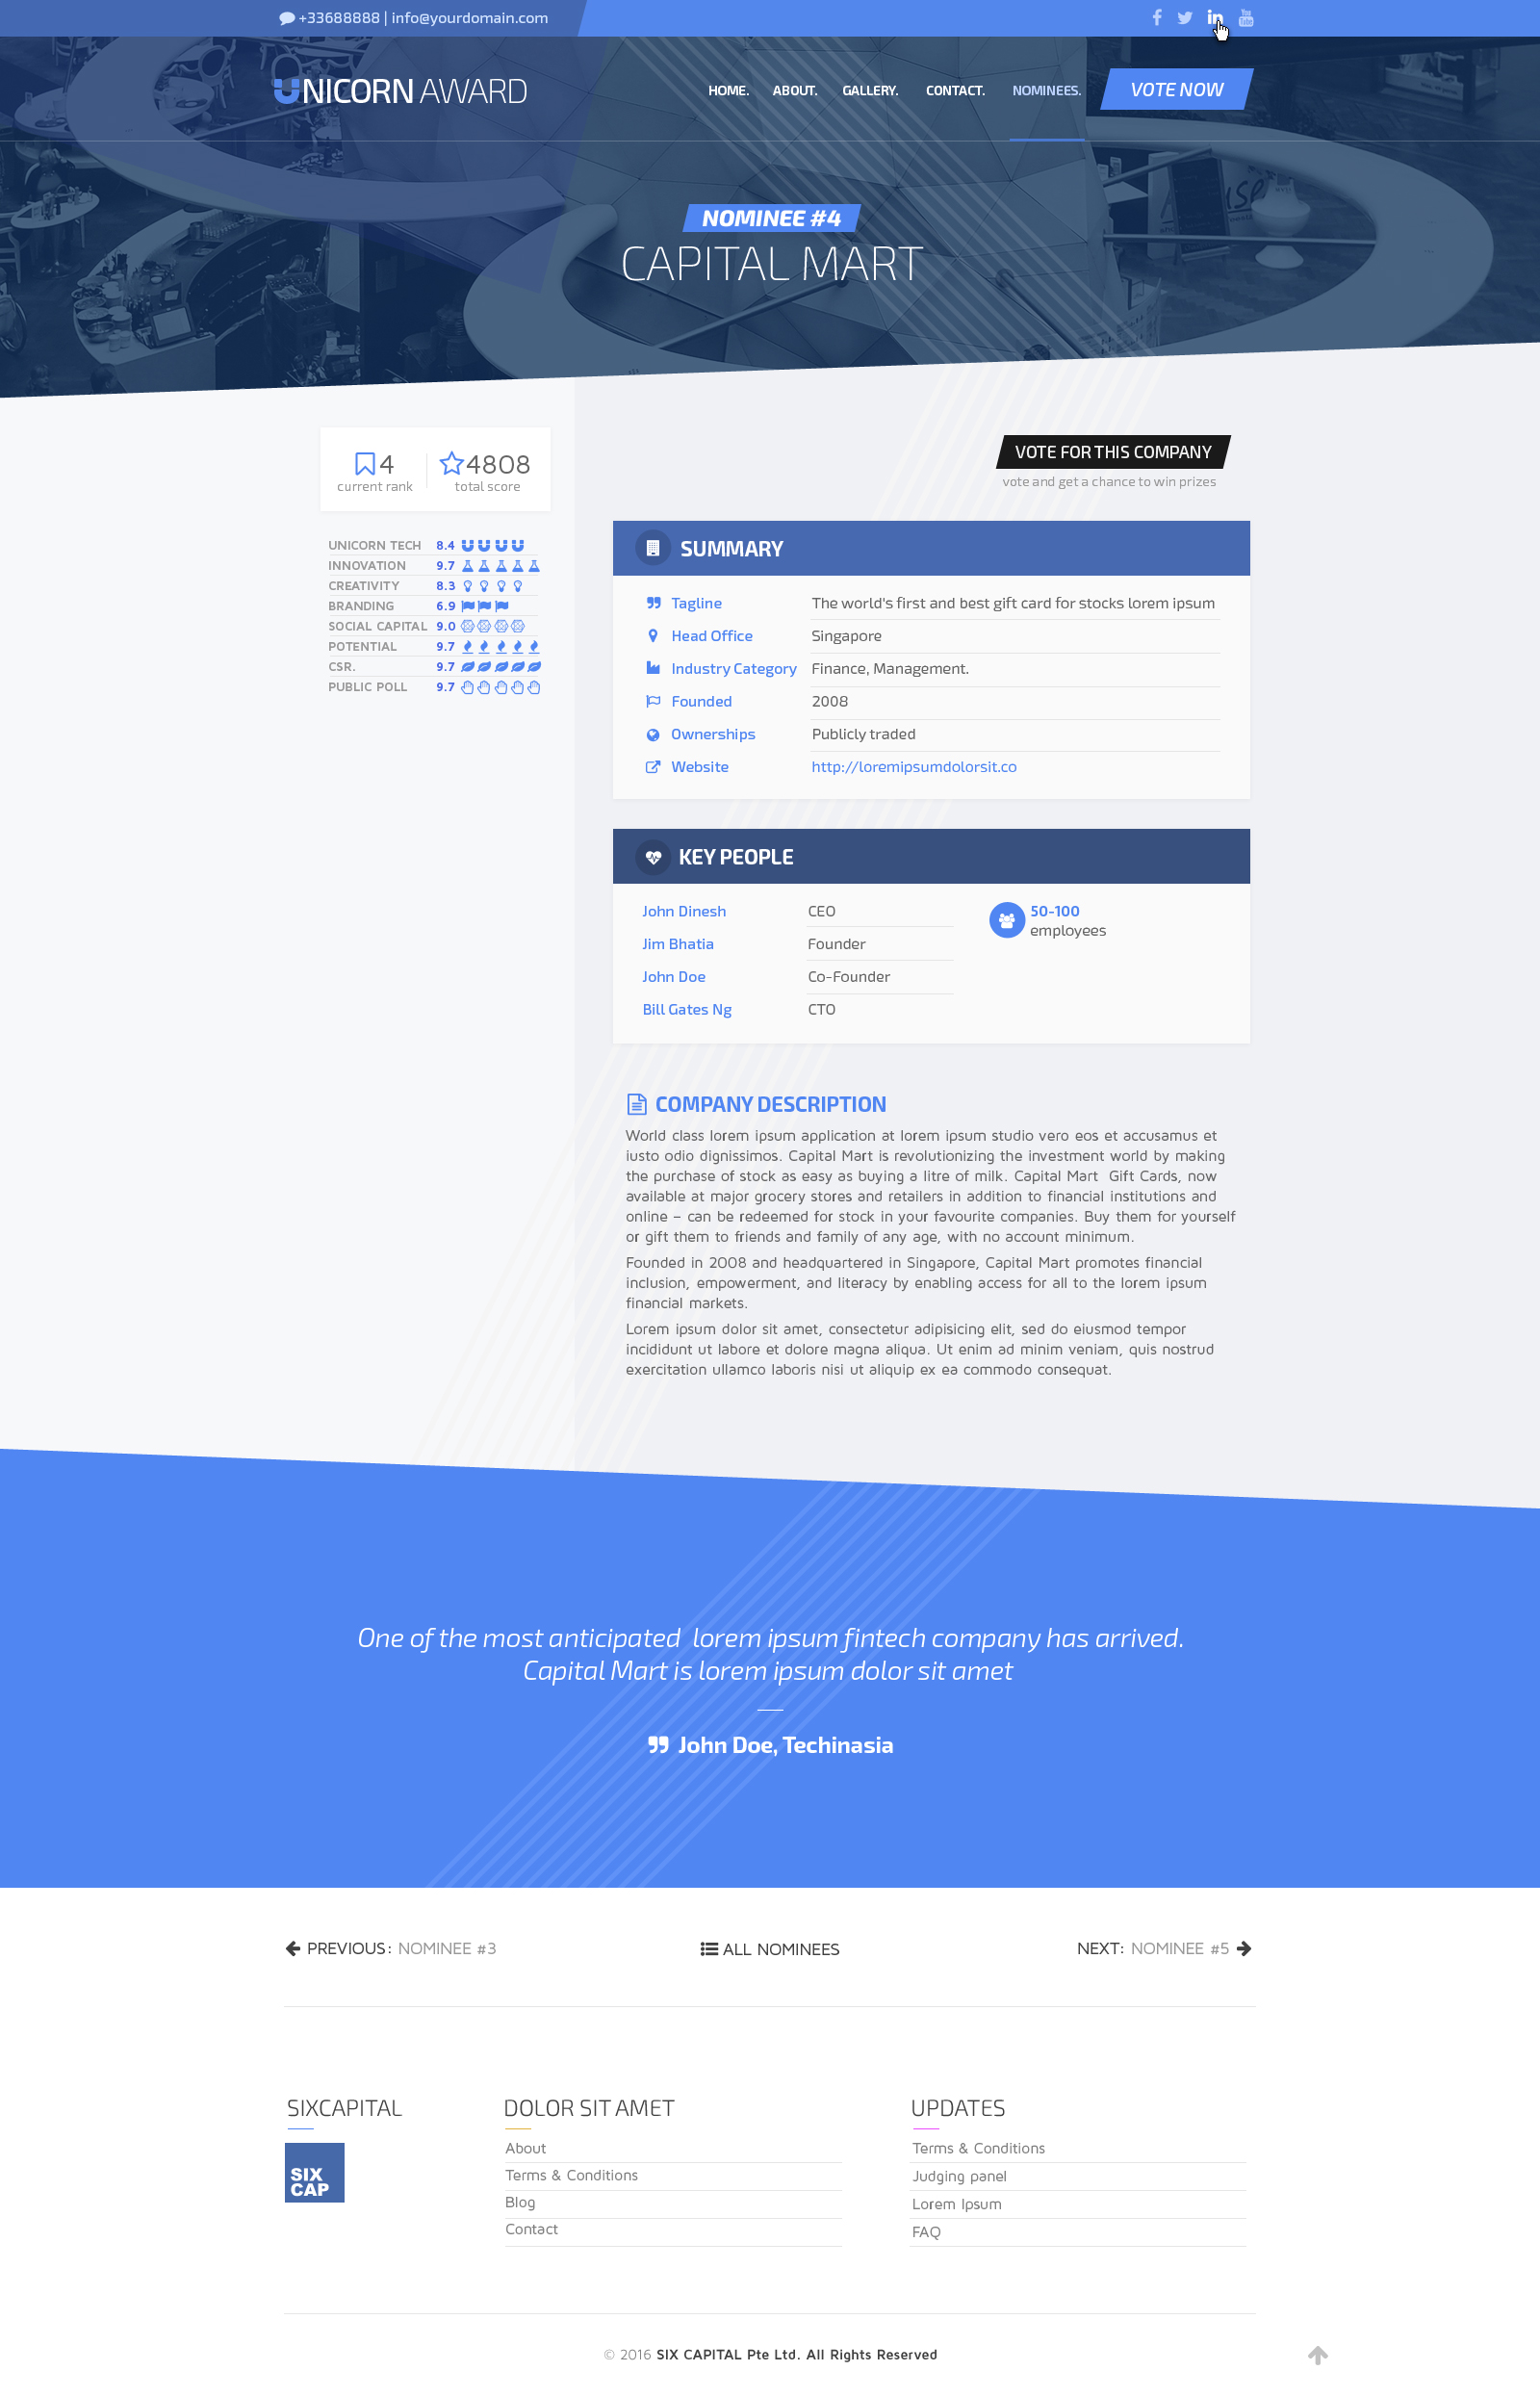 +33688888 | info@yourdomain.com
UNICORN AWARD
HOME. ABOUT. GALLERY. CONTACT. NOMINEES. VOTE NOW
NOMINEE #4
CAPITAL MART
4 4808
current rank total score
UNICORN TECH 8.4
INNOVATION 9.7
CREATIVITY 8.3
BRANDING 6.9
SOCIAL CAPITAL 9.0
POTENTIAL 9.7
CSR. 9.7
PUBLIC POLL 9.7
VOTE FOR THIS COMPANY
vote and get a chance to win prizes
SUMMARY
Tagline The world's first and best gift card for stocks lorem ipsum
Head Office Singapore
Industry Category Finance, Management.
Founded 2008
Ownerships Publicly traded
Website http://loremipsumdolorsit.co
KEY PEOPLE
John Dinesh CEO
Jim Bhatia Founder
John Doe Co-Founder
Bill Gates Ng CTO
50-100
employees
COMPANY DESCRIPTION
World class lorem ipsum application at lorem ipsum studio vero eos et accusamus et
iusto odio dignissimos. Capital Mart is revolutionizing the investment world by making
the purchase of stock as easy as buying a litre of milk. Capital Mart Gift Cards, now
available at major grocery stores and retailers in addition to financial institutions and
online – can be redeemed for stock in your favourite companies. Buy them for yourself
or gift them to friends and family of any age, with no account minimum.
Founded in 2008 and headquartered in Singapore, Capital Mart promotes financial
inclusion, empowerment, and literacy by enabling access for all to the lorem ipsum
financial markets.
Lorem ipsum dolor sit amet, consectetur adipisicing elit, sed do eiusmod tempor
incididunt ut labore et dolore magna aliqua. Ut enim ad minim veniam, quis nostrud
exercitation ullamco laboris nisi ut aliquip ex ea commodo consequat.
One of the most anticipated lorem ipsum fintech company has arrived.
Capital Mart is lorem ipsum dolor sit amet
John Doe, Techinasia
PREVIOUS: NOMINEE #3
ALL NOMINEES
NEXT: NOMINEE #5
SIXCAPITAL
SIX
CAP
DOLOR SIT AMET
About
Terms & Conditions
Blog
Contact
UPDATES
Terms & Conditions
Judging panel
Lorem Ipsum
FAQ
© 2016 SIX CAPITAL Pte Ltd. All Rights Reserved